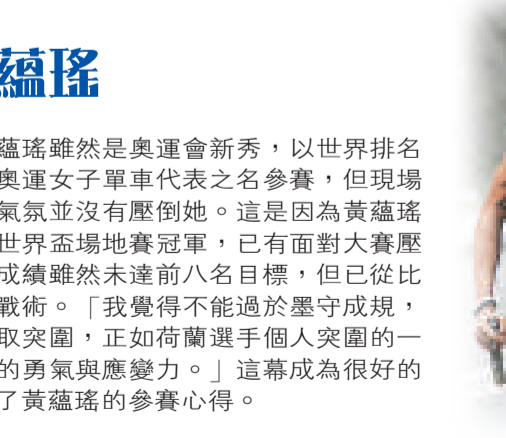 蘊瑤
蘊瑤雖然是奧運會新秀，以世界排名
奧運女子單車代表之名參賽，但現場
氣氛並沒有壓倒她。這是因為黃蘊瑤
世界盃場地賽冠軍，已有面對大賽壓
成績雖然未達前八名目標，但已從比
戰術。「我覺得不能過於墨守成規，
取突圍，正如荷蘭選手個人突圍的一
的勇氣與應變力。」這幕成為很好的
了黃蘊瑤的參賽心得。